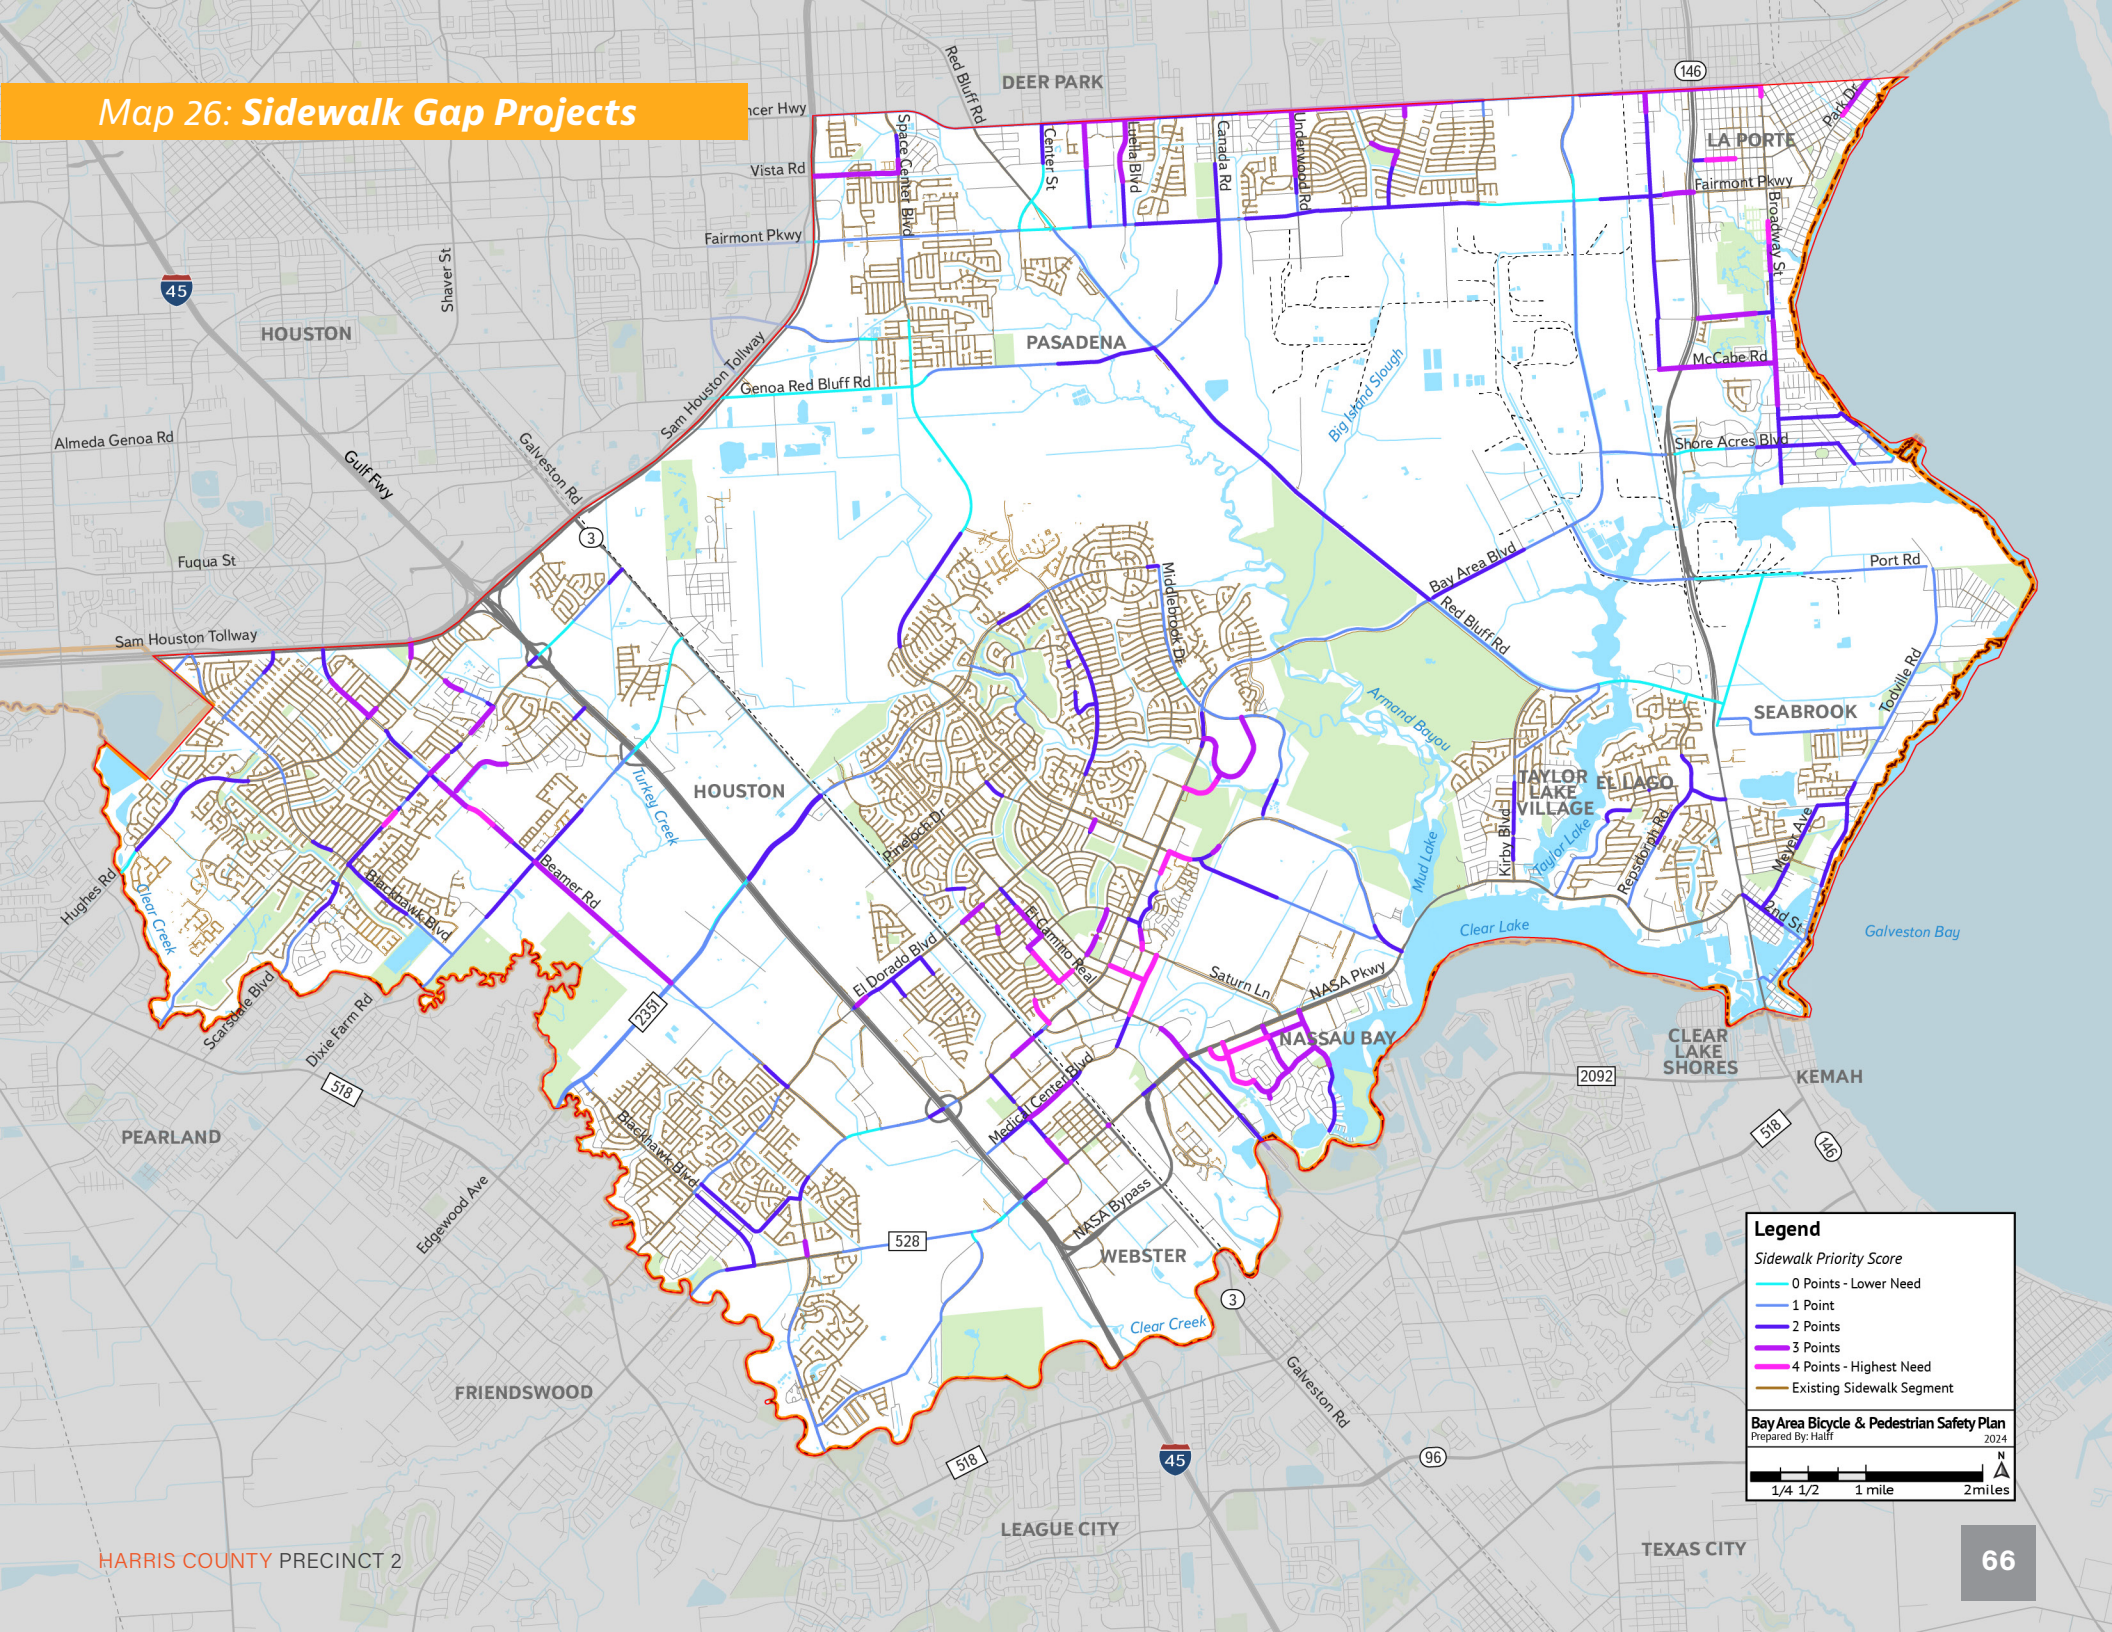 Map 26: Sidewalk Gap Projects
DEER PARK
Red Bluff Rd
146
ncer Hwy
Park Dr
LA PORTE
Space Center Blvd
Center St
Luella Blvd
Canada Rd
Underwood Rd
Vista Rd
Fairmont Pkwy
Broadway St
Fairmont Pkwy
Shaver St
45
HOUSTON
PASADENA
McCabe Rd
Big Island Slough
Sam Houston Tollway
Genoa Red Bluff Rd
Almeda Genoa Rd
Gulf Fwy
Galveston Rd
Shore Acres Blvd
3
Fuqua St
Port Rd
Bay Area Blvd
Middlebrook Dr
Red Bluff Rd
Sam Houston Tollway
Todville Rd
Armand Bayou
SEABROOK
HOUSTON
Turkey Creek
TAYLOR
LAKE
VILLAGE
EL LAGO
Pineloch Dr
Kirby Blvd
Taylor Lake
Repsdorph Rd
Meyer Ave
Mud Lake
Hughes Rd
Clear Creek
Blackhawk Blvd
Beamer Rd
El Camino Real
2nd St
Clear Lake
Galveston Bay
El Dorado Blvd
Saturn Ln
NASA Pkwy
Scarsdale Blvd
Dixie Farm Rd
2351
NASSAU BAY
CLEAR
LAKE
SHORES
KEMAH
2092
518
Medical Center Blvd
518
146
PEARLAND
Blackhawk Blvd
Edgewood Ave
NASA Bypass
528
WEBSTER
3
Clear Creek
Galveston Rd
FRIENDSWOOD
518
45
96
LEAGUE CITY
TEXAS CITY
Legend
Sidewalk Priority Score
0 Points - Lower Need
1 Point
2 Points
3 Points
4 Points - Highest Need
Existing Sidewalk Segment
Bay Area Bicycle & Pedestrian Safety Plan
Prepared By: Halff 2024
N
1/4 1/2 1 mile 2miles
HARRIS COUNTY PRECINCT 2
66